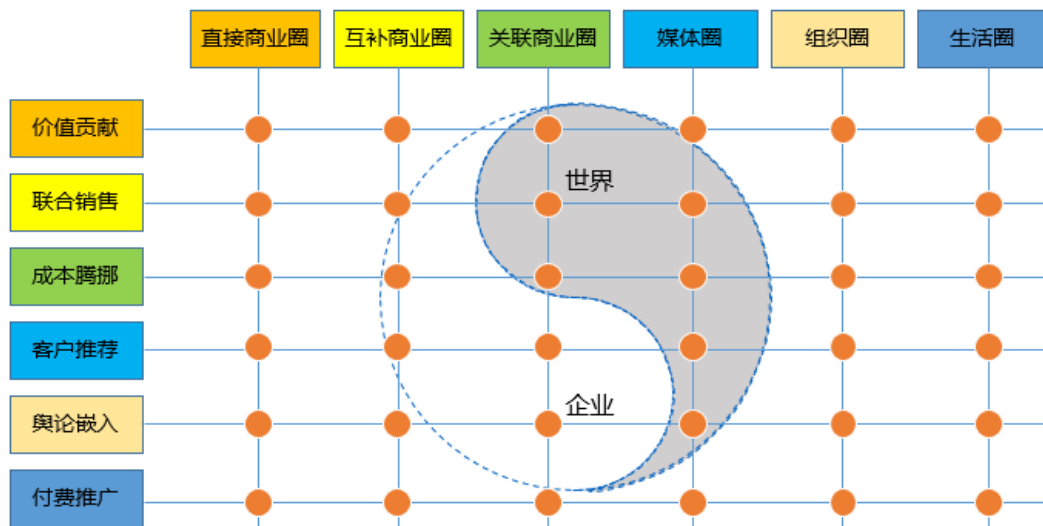 直接商业圈
互补商业圈
关联商业圈
媒体圈
组织圈
生活圈
价值贡献
联合销售
成本腾挪
客户推荐
舆论嵌入
付费推广
世界
企业